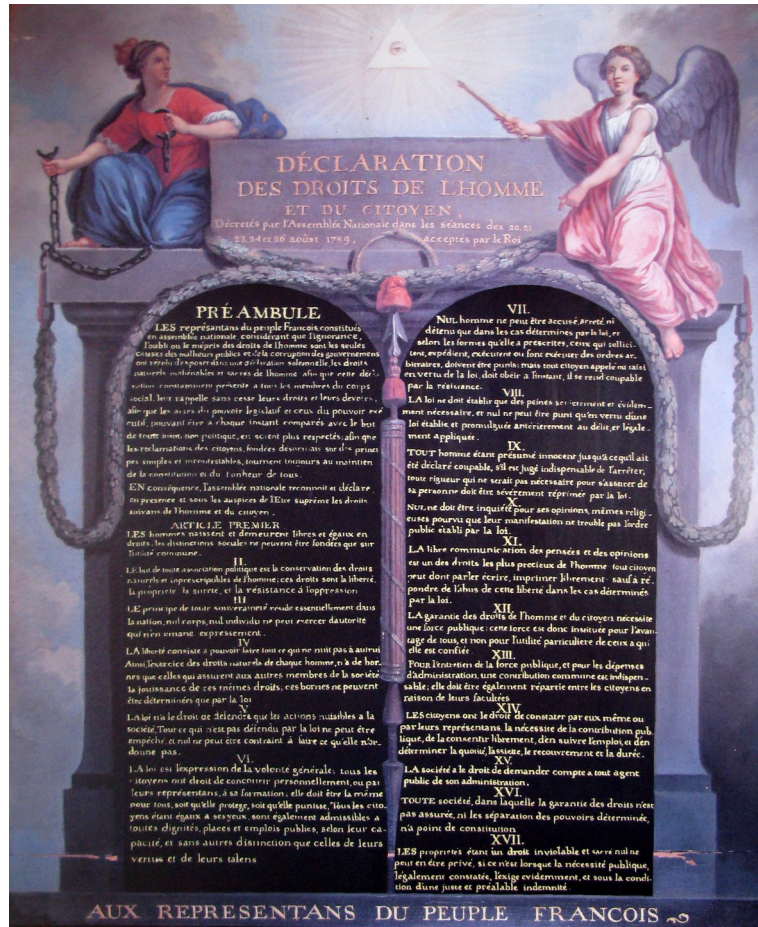 DÉCLARATION
DES DROITS DE L'HOMME
ET DU CITOYEN,
Décretés par l'Assemblée Nationale dans les séances des 20, 21
23, 24 et 26 août 1789, acceptés par le Roi
PRÉAMBULE
LES représantans du peuple Francois, constitués
en assemblée nationale, considérant que l'ignorance,
l'oubli ou le mépris des droits de l'homme sont les seules
causes des malheurs publics et de la corruption des gouvernemens
ont résolu d'exposer dans une déclaration solemnelle, les droits
naturels, inaliénables et sacrés de l'homme, afin que cette décla-
ration constamment présente a tous les membres du corps
social, leur rappelle sans cesse leurs droits et leurs devoirs,
afin que les actes du pouvoir legislatif et ceux du pouvoir exé
cutif, pouvant être a chaque instant comparés avec le but
de toute institution politique, en soient plus respectés; afin que
les réclamations des citoyens, fondées désormais sur des princi
pes simples et incontestables, tournent toujours au maintien
de la constitution et du bonheur de tous.
EN conséquence, l'assemblée nationale reconnoit et déclare,
en presence et sous les auspices de l'Etre suprême les droits
suivans de l'homme et du citoyen.
ARTICLE PREMIER
LES hommes naissent et demeurent libres et égaux en
droits, les distinctions sociales ne peuvent être fondées que sur
l'utilité commune.
II.
LE but de toute association politique est la conservation des droits
naturels et inprescriptibles de l'homme; ces droits sont la liberté,
la propriete la sureté, et la résistance à l'oppression
III
LE principe de toute souveraineté réside essentiellement dans
la nation, nul corps, nul individu ne peut exercer d'autorité
qui n'en emane expressement.
IV
LA liberté consiste a pouvoir faire tout ce qui ne nuit pas a autrui
Ainsi, l'exercice des droits naturels de chaque homme, n'a de bor-
nes que celles qui assurent aux autres membres de la société
la jouissance de ces mêmes droits; ces bornes ne peuvent
être déterminées que par la loi
V.
LA loi n'a le droit de défendre que les actions nuisibles a la
société. Tout ce qui n'est pas défendu par la loi ne peut être
empêché, et nul ne peut être contraint à faire ce qu'elle n'or-
donne pas.
VI.
LA loi est l'expression de la volonté générale; tous les
citoyens ont droit de concourir personnellement, ou par
leurs représentans, à sa formation; elle doit être la même
pour tous, soit qu'elle protege, soit qu'elle punisse, Tous les cito-
yens étant égaux a ses yeux, sont également admissibles a
toutes dignités, places et emplois publics, selon leur ca-
pacité, et sans autres distinction que celles de leurs
vertus et de leurs talens
VII.
NUL homme ne peut être accusé, arreté ni
détenu que dans les cas déterminés par la loi, et
selon les formes qu'elle a prescrites, ceux qui sollici-
tent, expédient, exécutent ou font exécuter des ordres ar-
bitraires, doivent être punis; mais tout citoyen appelé ou saisi
en vertu de la loi, doit obeir a l'instant, il se rend coupable
par la résistance.
VIII.
LA loi ne doit établir que des peines strictement et évidem-
ment nécessaire, et nul ne peut être puni qu'en vertu d'une
loi établie et promulguée antérierement au délit, et légale-
ment appliquée.
IX.
TOUT homme étant présumé innocent jusqu'a ce qu'il ait
été déclaré coupable, s'il est jugé indispensable de l'arrêter,
toute rigueur qui ne serait pas nécessaire pour s'assurer de
sa personne doit être sévèrement réprimée par la loi.
X.
NUL ne doit être inquiété pour ses opinions, mêmes religi-
euses pourvu que leur manifestation ne trouble pas l'ordre
public établi par la loi.
XI.
LA libre communication des pensées et des opinions
est un des droits les plus precieux de l'homme, tout citoyen
peut dont parler écrire, imprimer librement; sauf à ré-
pondre de l'abus de cette liberté dans les cas déterminés
par la loi.
XII.
LA garantie des droits de l'homme et du citoyen nécessite
une force publique; cette force est donc instituée pour l'avan-
tage de tous, et non pour l'utilité particuliere de ceux a qui
elle est confiée
XIII.
POUR l'entretien de la force publique, et pour les dépenses
d'administration, une contribution commune est indispen-
sable; elle doit être également répartie entre les citoyens en
raison de leurs facultées
XIV.
LES citoyens ont le droit de constater par eux même ou
par leurs représentans, la nécessité de la contribution pub-
lique, de la consentir librement, d'en suivre l'emploi, et d'en
déterminer la quotité, l'assiette, le recouvrement et la durée.
XV.
LA société a le droit de demander compte a tout agent
public de son administration.
XVI.
TOUTE société, dans laquelle la garantie des droits n'est
pas assurée, ni les séparation des pouvoirs déterminée,
n'a point de constitution
XVII.
LES proprietés étant un droit inviolable et sacré nul ne
peut en être privé, si ce n'est lorsque la nécessité publique,
légalement constatée, l'exige evidemment, et sous la condi-
tion d'une juste et préalable indemnité.
AUX REPRESENTANS DU PEUPLE FRANCOIS